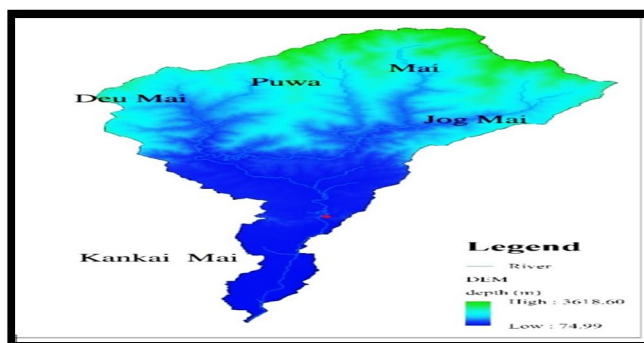 Mai
Puwa
Deu Mai
Jog Mai
Kankai Mai
Legend
River
DEM
depth (m)
High : 3618.60
Low : 74.99